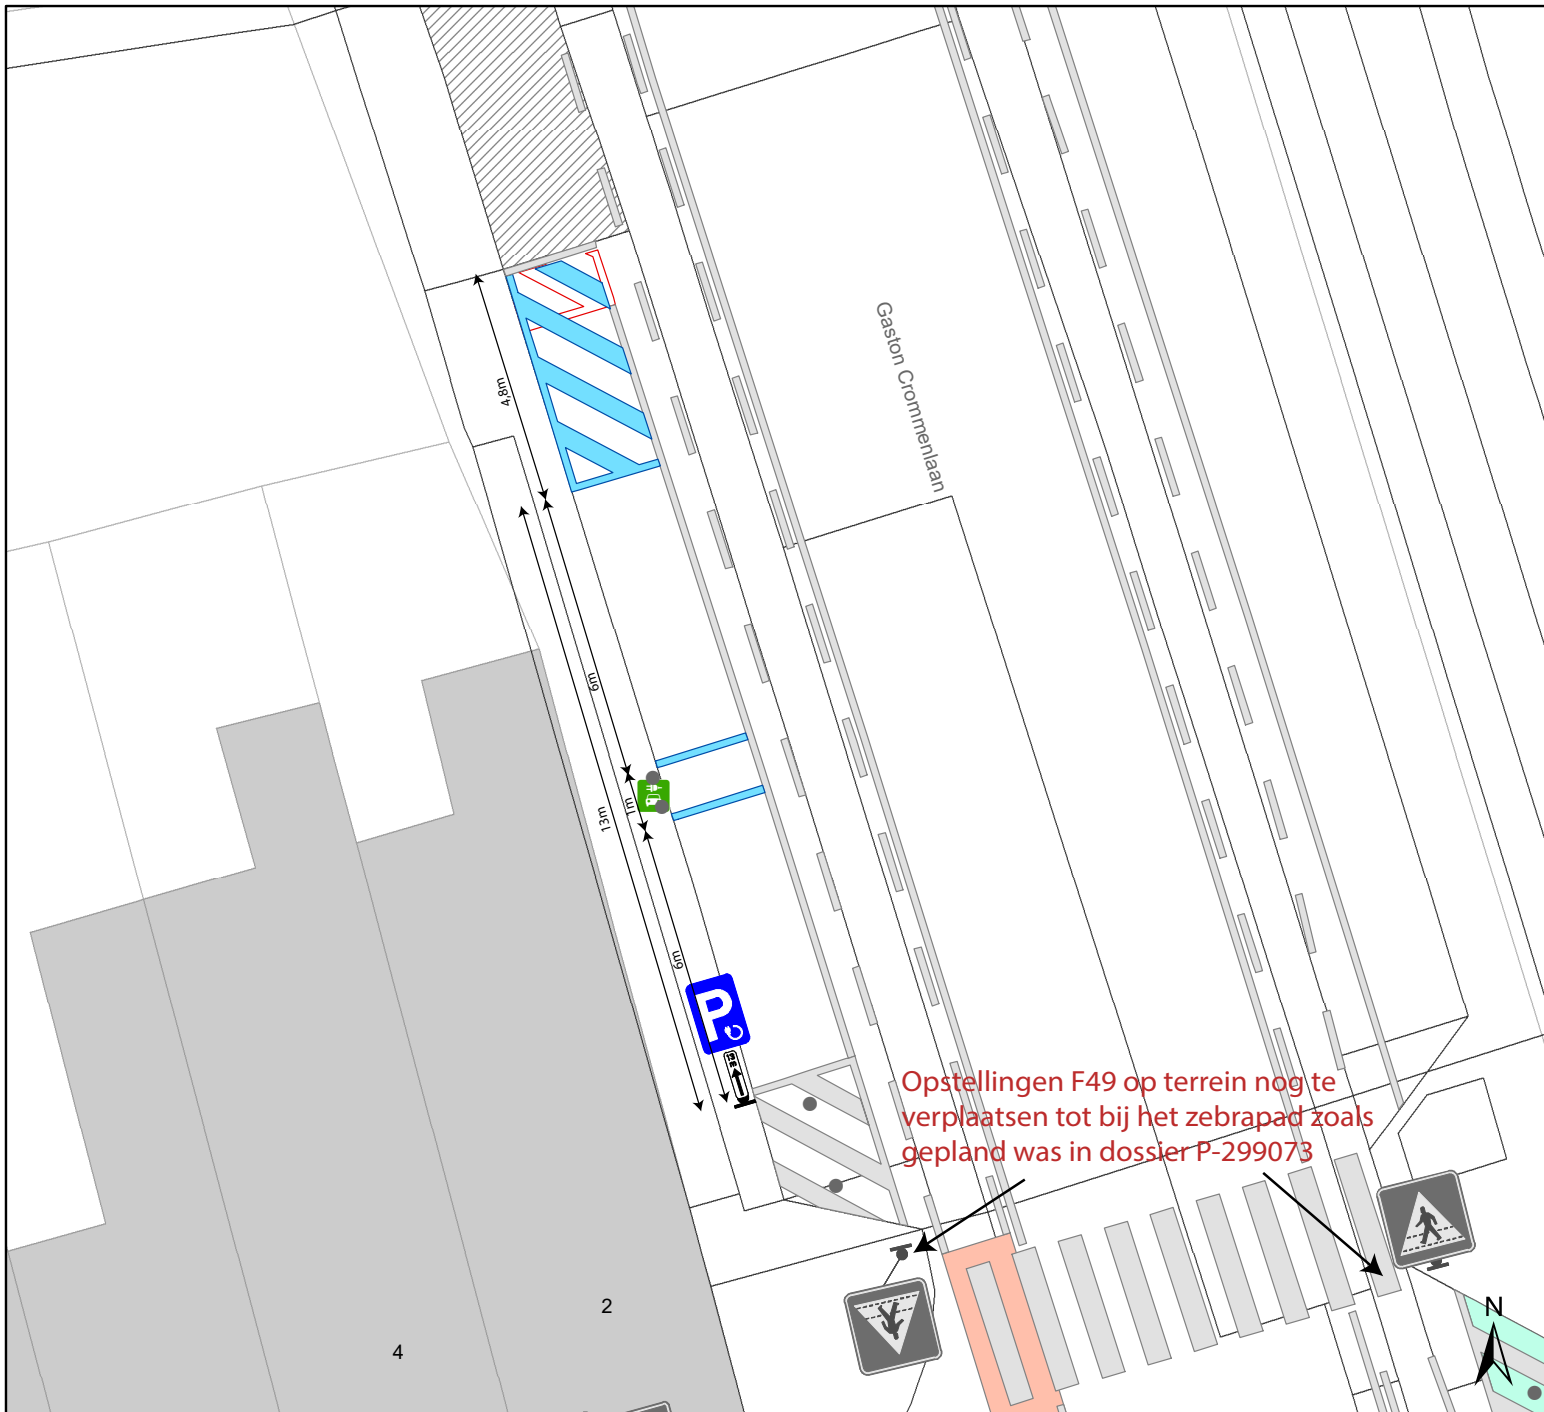 Gaston Crommenlaan
4,8m
6m
1m
13m
6m
P
Opstellingen F49 op terrein nog te
verplaatsen tot bij het zebrapad zoals
gepland was in dossier P-299073
N
2
4